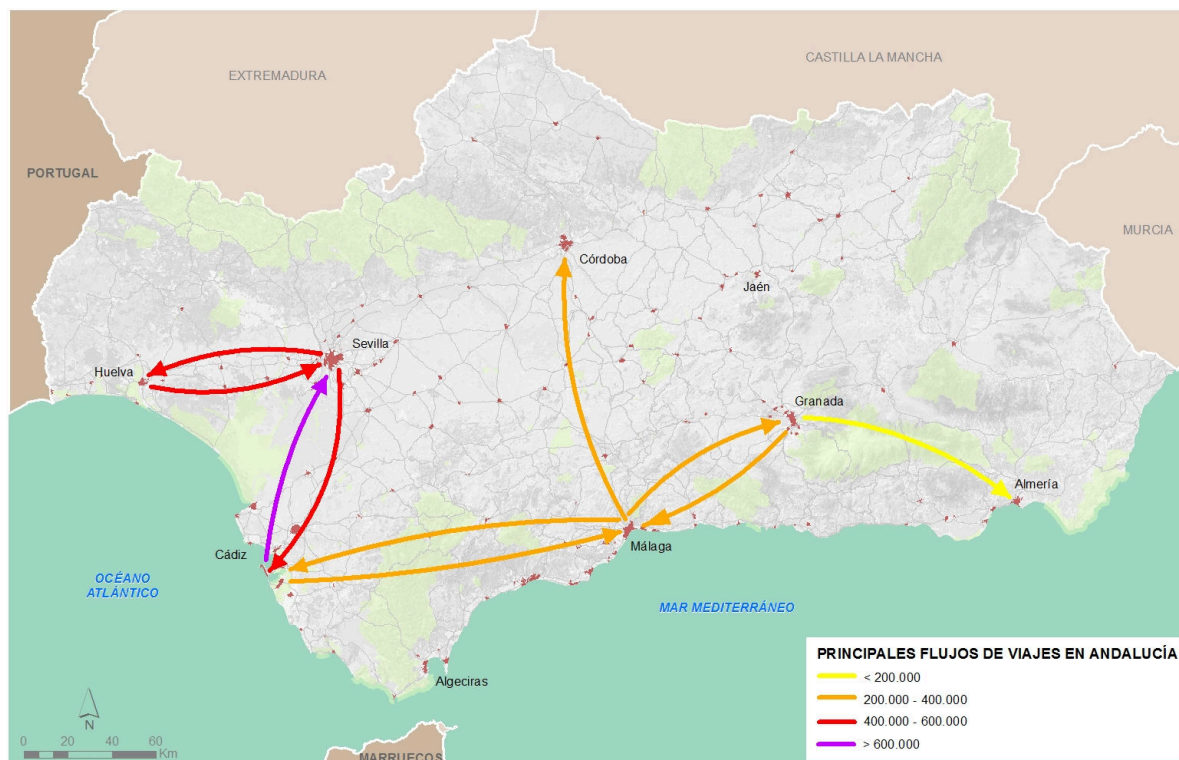 EXTREMADURA
CASTILLA LA MANCHA
PORTUGAL
MURCIA
Córdoba
Jaén
Sevilla
Huelva
Granada
Almería
Cádiz
Málaga
OCÉANO
ATLÁNTICO
MAR MEDITERRÁNEO
Algeciras
PRINCIPALES FLUJOS DE VIAJES EN ANDALUCÍA
< 200.000
200.000 - 400.000
400.000 - 600.000
> 600.000
N
0 20 40 60
Km
MARRUECOS